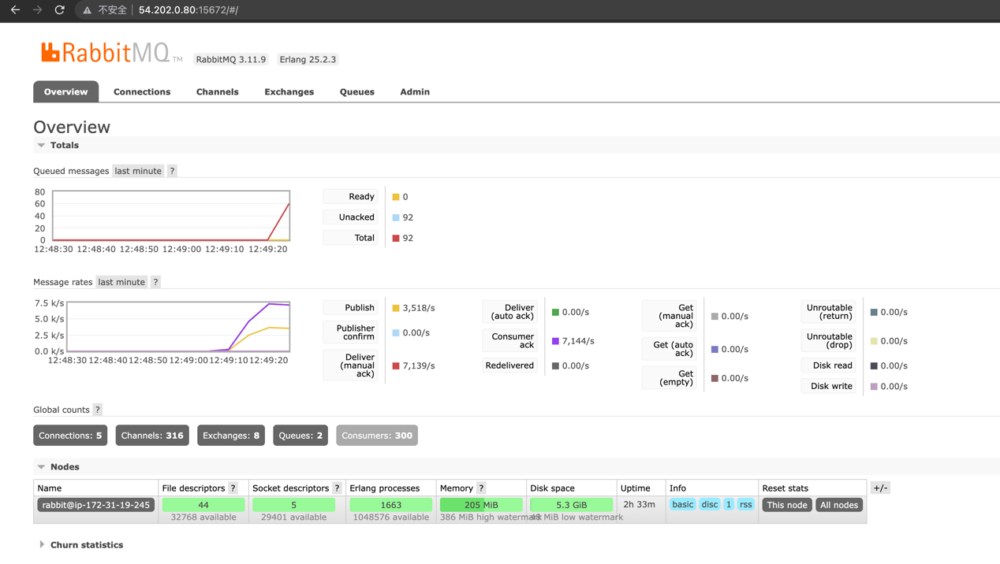 不安全 54.202.0.80:15672/#/
RabbitMQ TM RabbitMQ 3.11.9 Erlang 25.2.3
Overview Connections Channels Exchanges Queues Admin
Overview
Totals
Queued messages last minute ?
80
60
40
20
0
12:48:30 12:48:40 12:48:50 12:49:00 12:49:10 12:49:20
Ready 0
Unacked 92
Total 92
Message rates last minute ?
7.5 k/s
5.0 k/s
2.5 k/s
0.0 k/s
12:48:30 12:48:40 12:48:50 12:49:00 12:49:10 12:49:20
Publish 3,518/s
Publisher
confirm 0.00/s
Deliver
(manual
ack) 7,139/s
Deliver
(auto ack) 0.00/s
Consumer
ack 7,144/s
Redelivered 0.00/s
Get
(manual
ack) 0.00/s
Get (auto
ack) 0.00/s
Get
(empty) 0.00/s
Unroutable
(return) 0.00/s
Unroutable
(drop) 0.00/s
Disk read 0.00/s
Disk write 0.00/s
Global counts ?
Connections: 5 Channels: 316 Exchanges: 8 Queues: 2 Consumers: 300
Nodes
Name File descriptors ? Socket descriptors ? Erlang processes Memory ? Disk space Uptime Info Reset stats +/-
rabbit@ip-172-31-19-245 44 5 1663 205 MiB 5.3 GiB 2h 33m basic disc 1 rss This node All nodes
32768 available 29401 available 1048576 available 386 MiB high watermark MiB low watermark
Churn statistics